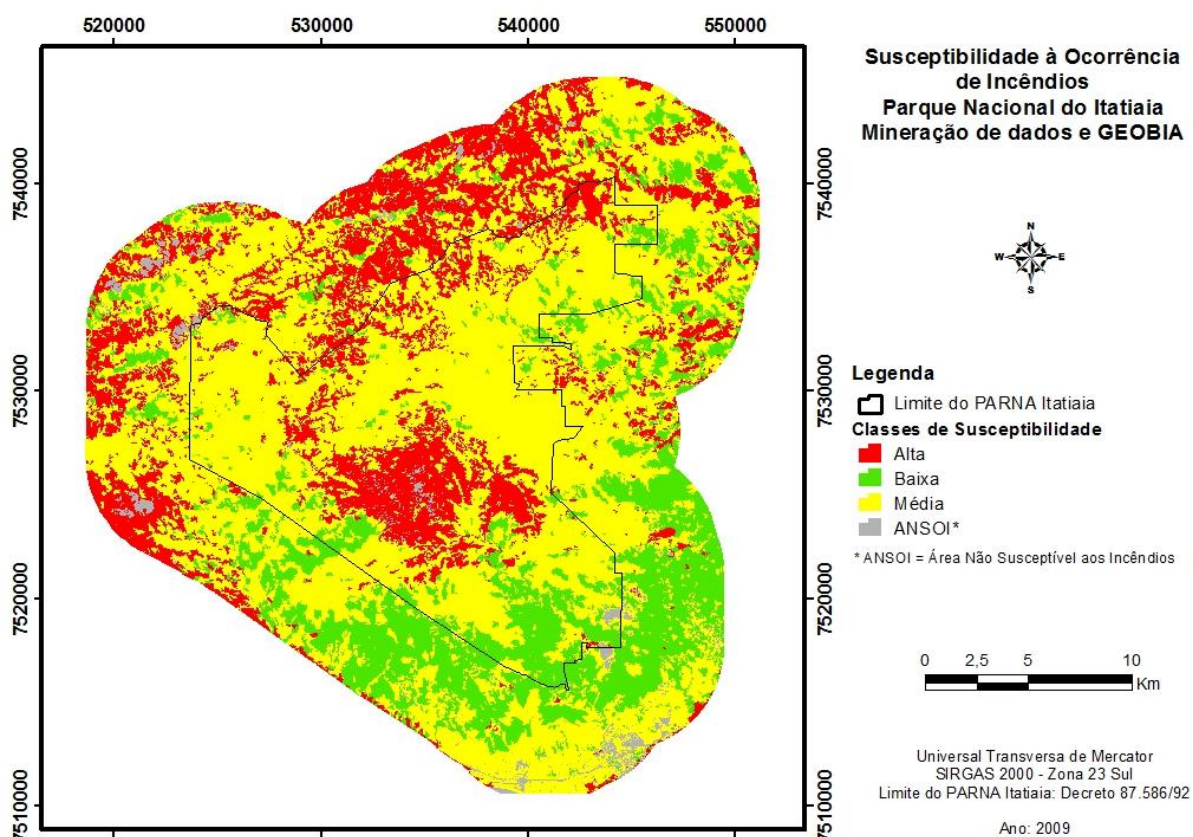 520000 530000 540000 550000
7540000 7540000
7530000 7530000
7520000 7520000
7510000 7510000
Susceptibilidade à Ocorrência
de Incêndios
Parque Nacional do Itatiaia
Mineração de dados e GEOBIA
N
W E
S
Legenda
Limite do PARNA Itatiaia
Classes de Susceptibilidade
Alta
Baixa
Média
ANSOI*
* ANSOI = Área Não Susceptível aos Incêndios
0 2,5 5 10
Km
Universal Transversa de Mercator
SIRGAS 2000 - Zona 23 Sul
Limite do PARNA Itatiaia: Decreto 87.586/92
Ano: 2009